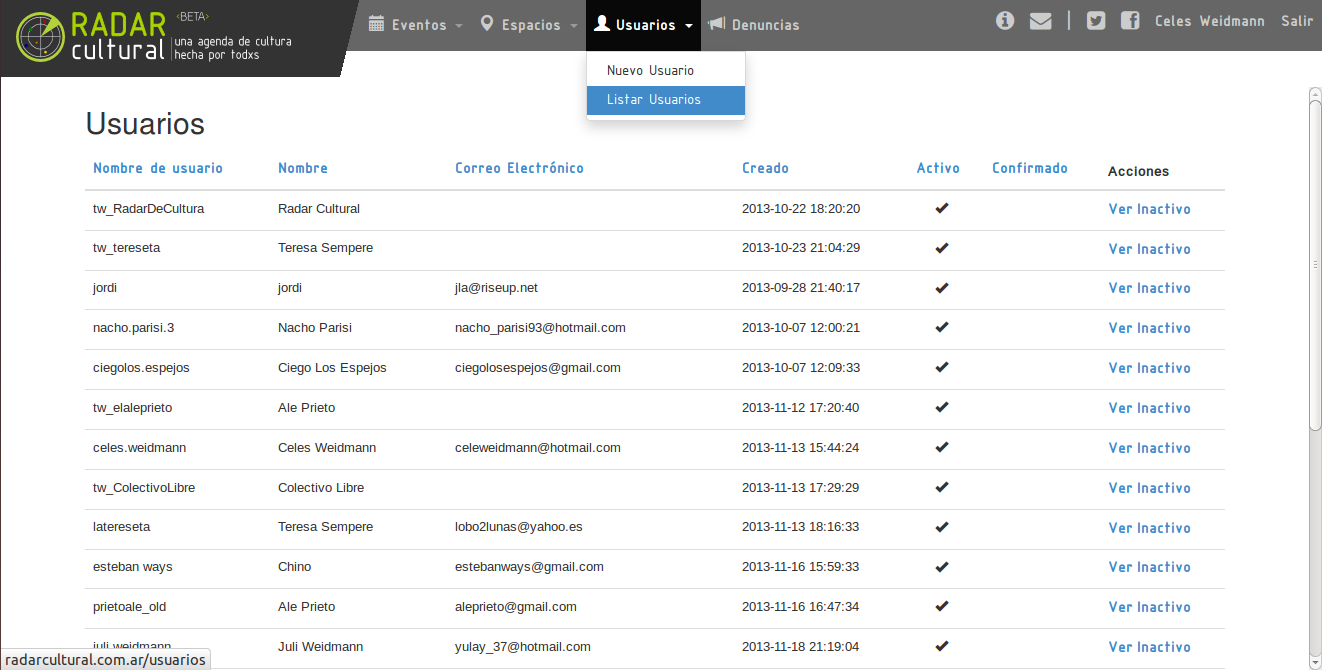 RADAR <BETA>
cultural una agenda de cultura
hecha por todxs
Eventos Espacios Usuarios Denuncias
Celes Weidmann Salir
Nuevo Usuario
Listar Usuarios
Usuarios
Nombre de usuario Nombre Correo Electrónico Creado Activo Confirmado Acciones
tw_RadarDeCultura Radar Cultural 2013-10-22 18:20:20 Ver Inactivo
tw_tereseta Teresa Sempere 2013-10-23 21:04:29 Ver Inactivo
jordi jordi jla@riseup.net 2013-09-28 21:40:17 Ver Inactivo
nacho.parisi.3 Nacho Parisi nacho_parisi93@hotmail.com 2013-10-07 12:00:21 Ver Inactivo
ciegolos.espejos Ciego Los Espejos ciegolosespejos@gmail.com 2013-10-07 12:09:33 Ver Inactivo
tw_elaleprieto Ale Prieto 2013-11-12 17:20:40 Ver Inactivo
celes.weidmann Celes Weidmann celeweidmann@hotmail.com 2013-11-13 15:44:24 Ver Inactivo
tw_ColectivoLibre Colectivo Libre 2013-11-13 17:29:29 Ver Inactivo
latereseta Teresa Sempere lobo2lunas@yahoo.es 2013-11-13 18:16:33 Ver Inactivo
esteban ways Chino estebanways@gmail.com 2013-11-16 15:59:33 Ver Inactivo
prietoale_old Ale Prieto aleprieto@gmail.com 2013-11-16 16:47:34 Ver Inactivo
juli.weidmann Juli Weidmann yulay_37@hotmail.com 2013-11-18 21:19:04 Ver Inactivo
radarcultural.com.ar/usuarios